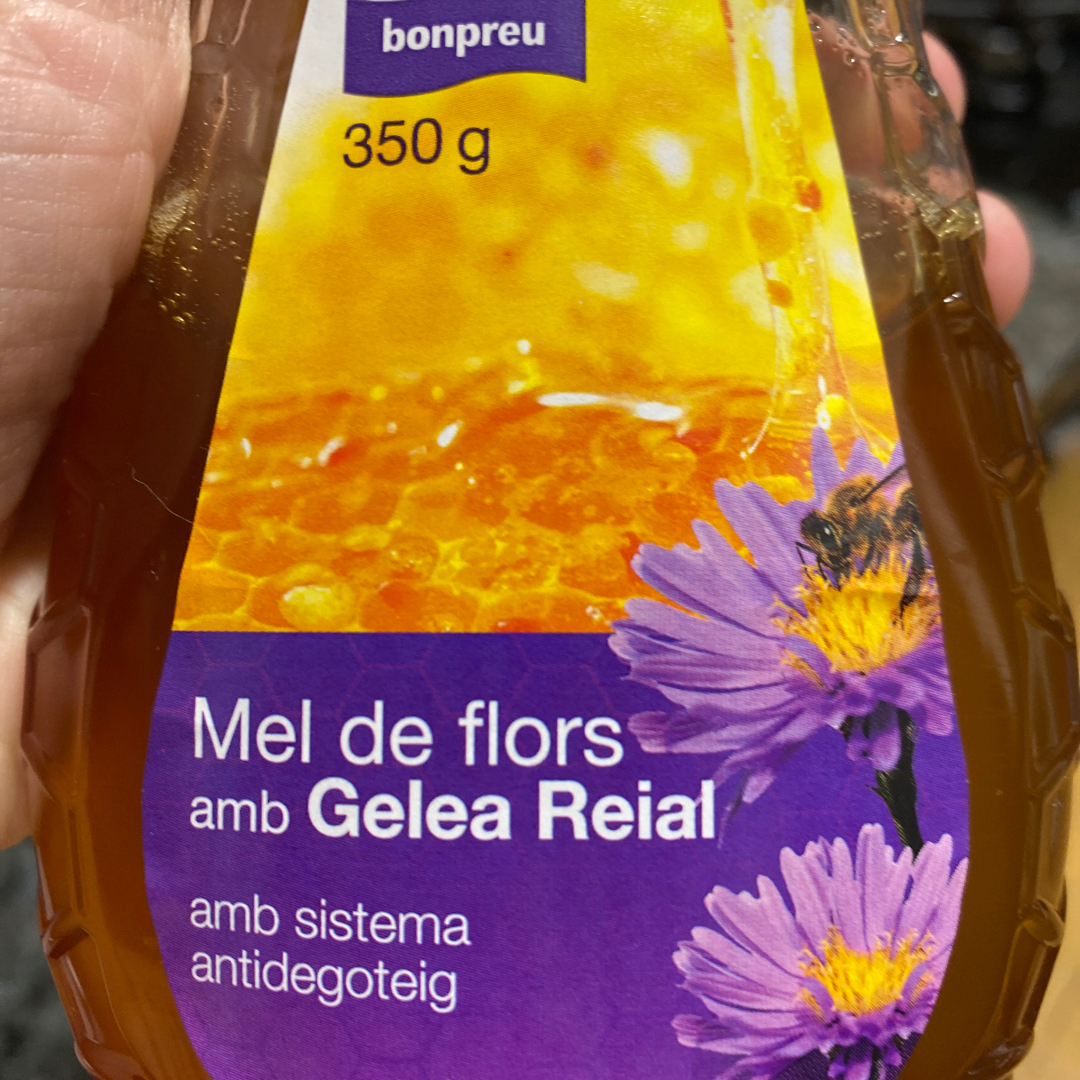 bonpreu
350 g
Mel de flors
amb Gelea Reial
amb sistema
antidegoteig